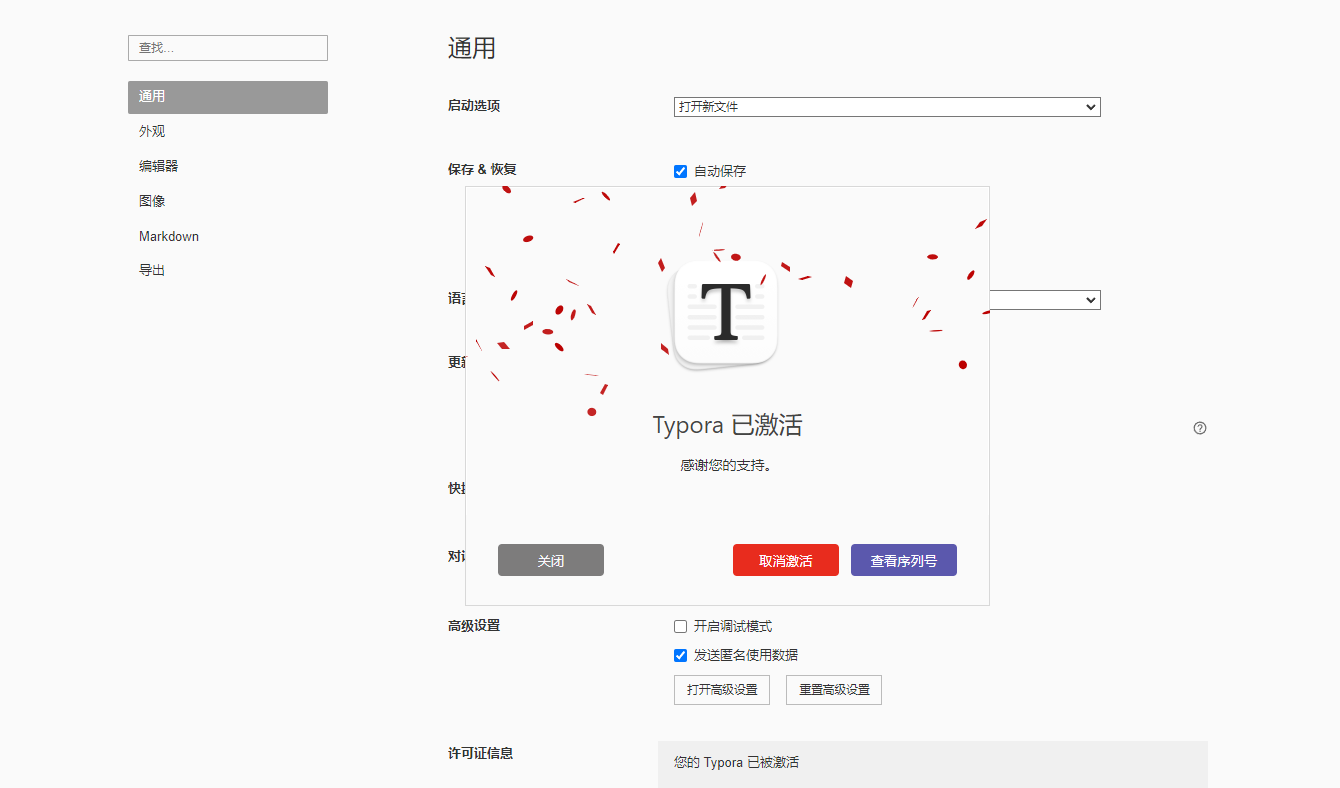 查找...
通用
外观
编辑器
图像
Markdown
导出
通用
启动选项
打开新文件
保存 & 恢复
自动保存
语
更新
快
对
T
Typora 已激活
感谢您的支持。
关闭
取消激活
查看序列号
高级设置
开启调试模式
发送匿名使用数据
打开高级设置
重置高级设置
许可证信息
您的 Typora 已被激活